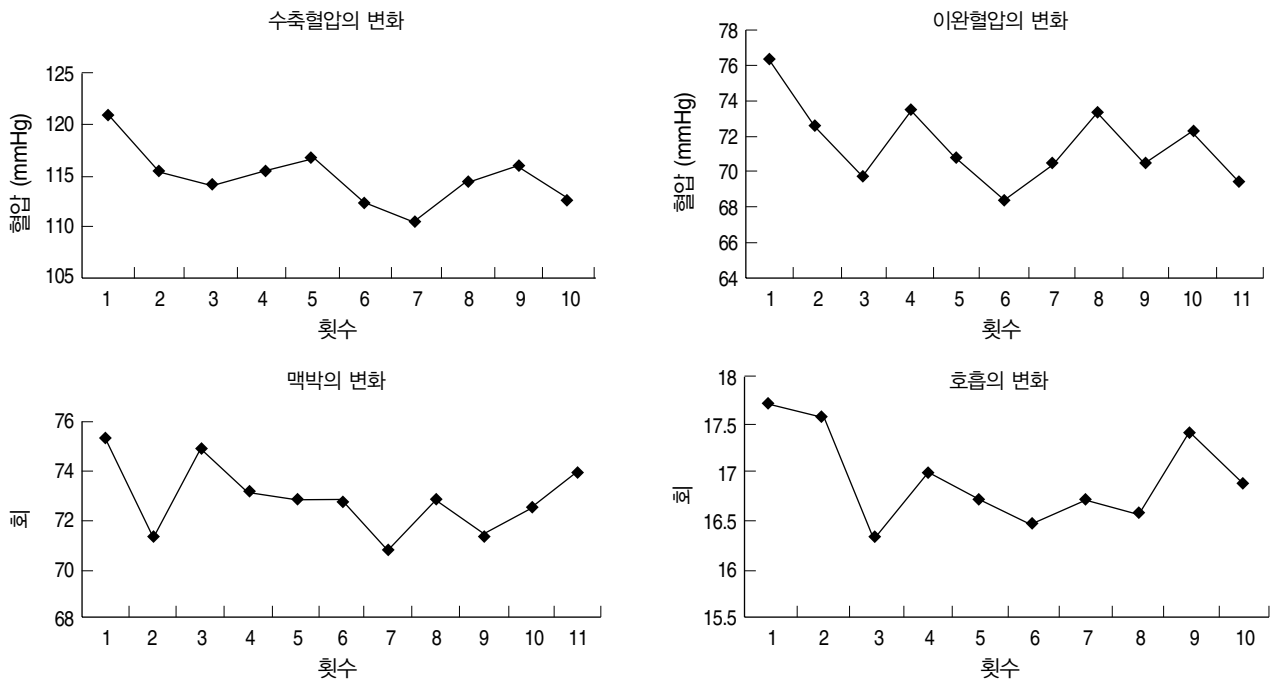 수축혈압의 변화
혈압 (mmHg)
125
120
115
110
105
1 2 3 4 5 6 7 8 9 10
횟수
이완혈압의 변화
혈압 (mmHg)
78
76
74
72
70
68
66
64
1 2 3 4 5 6 7 8 9 10 11
횟수
맥박의 변화
회
76
74
72
70
68
1 2 3 4 5 6 7 8 9 10 11
횟수
호흡의 변화
회
18
17.5
17
16.5
16
15.5
1 2 3 4 5 6 7 8 9 10
횟수